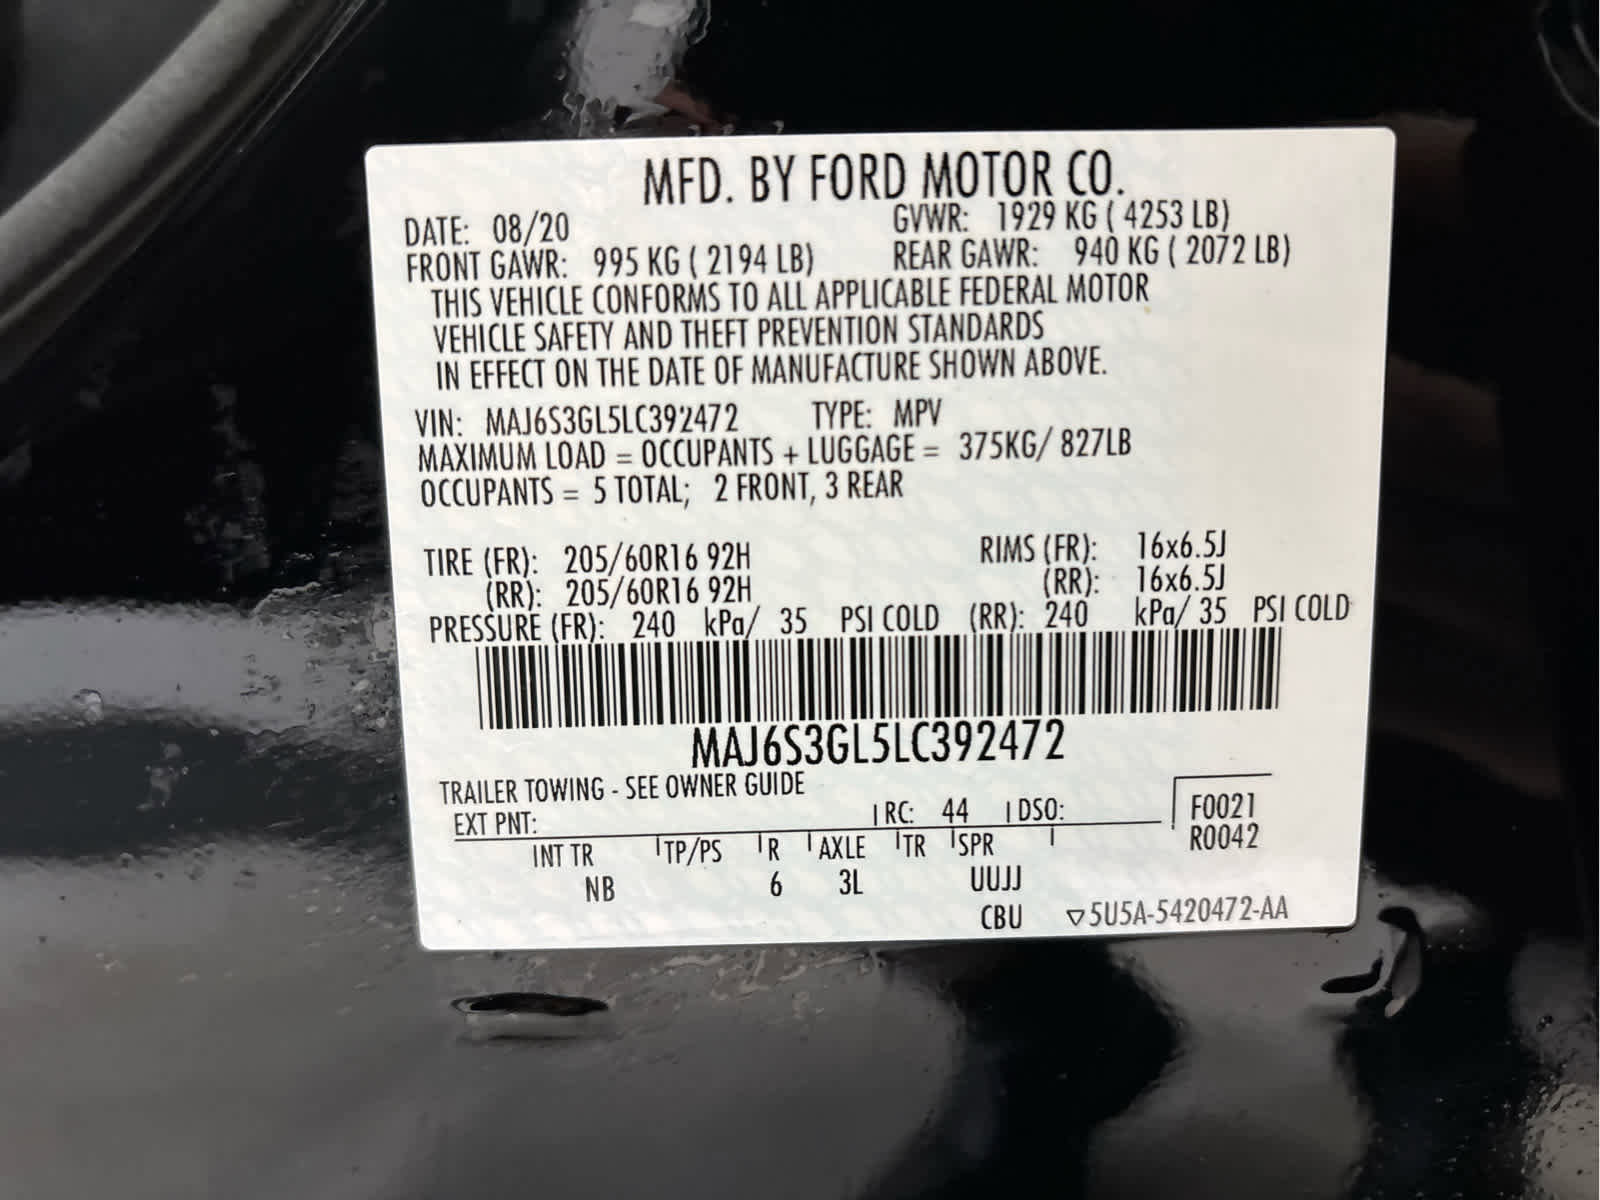 MFD. BY FORD MOTOR CO.
DATE: 08/20 GVWR: 1929 KG ( 4253 LB)
FRONT GAWR: 995 KG ( 2194 LB) REAR GAWR: 940 KG ( 2072 LB)
THIS VEHICLE CONFORMS TO ALL APPLICABLE FEDERAL MOTOR
VEHICLE SAFETY AND THEFT PREVENTION STANDARDS
IN EFFECT ON THE DATE OF MANUFACTURE SHOWN ABOVE.
VIN: MAJ6S3GL5LC392472 TYPE: MPV
MAXIMUM LOAD = OCCUPANTS + LUGGAGE = 375KG/ 827LB
OCCUPANTS = 5 TOTAL; 2 FRONT, 3 REAR
TIRE (FR): 205/60R16 92H RIMS (FR): 16x6.5J
(RR): 205/60R16 92H (RR): 16x6.5J
PRESSURE (FR): 240 kPa/ 35 PSI COLD (RR): 240 kPa/ 35 PSI COLD
MAJ6S3GL5LC392472
TRAILER TOWING - SEE OWNER GUIDE
EXT PNT: RC: 44 DSO: F0021
R0042
INT TR TP/PS R AXLE TR SPR
NB 6 3L UUJJ
CBU ▽5U5A-5420472-AA